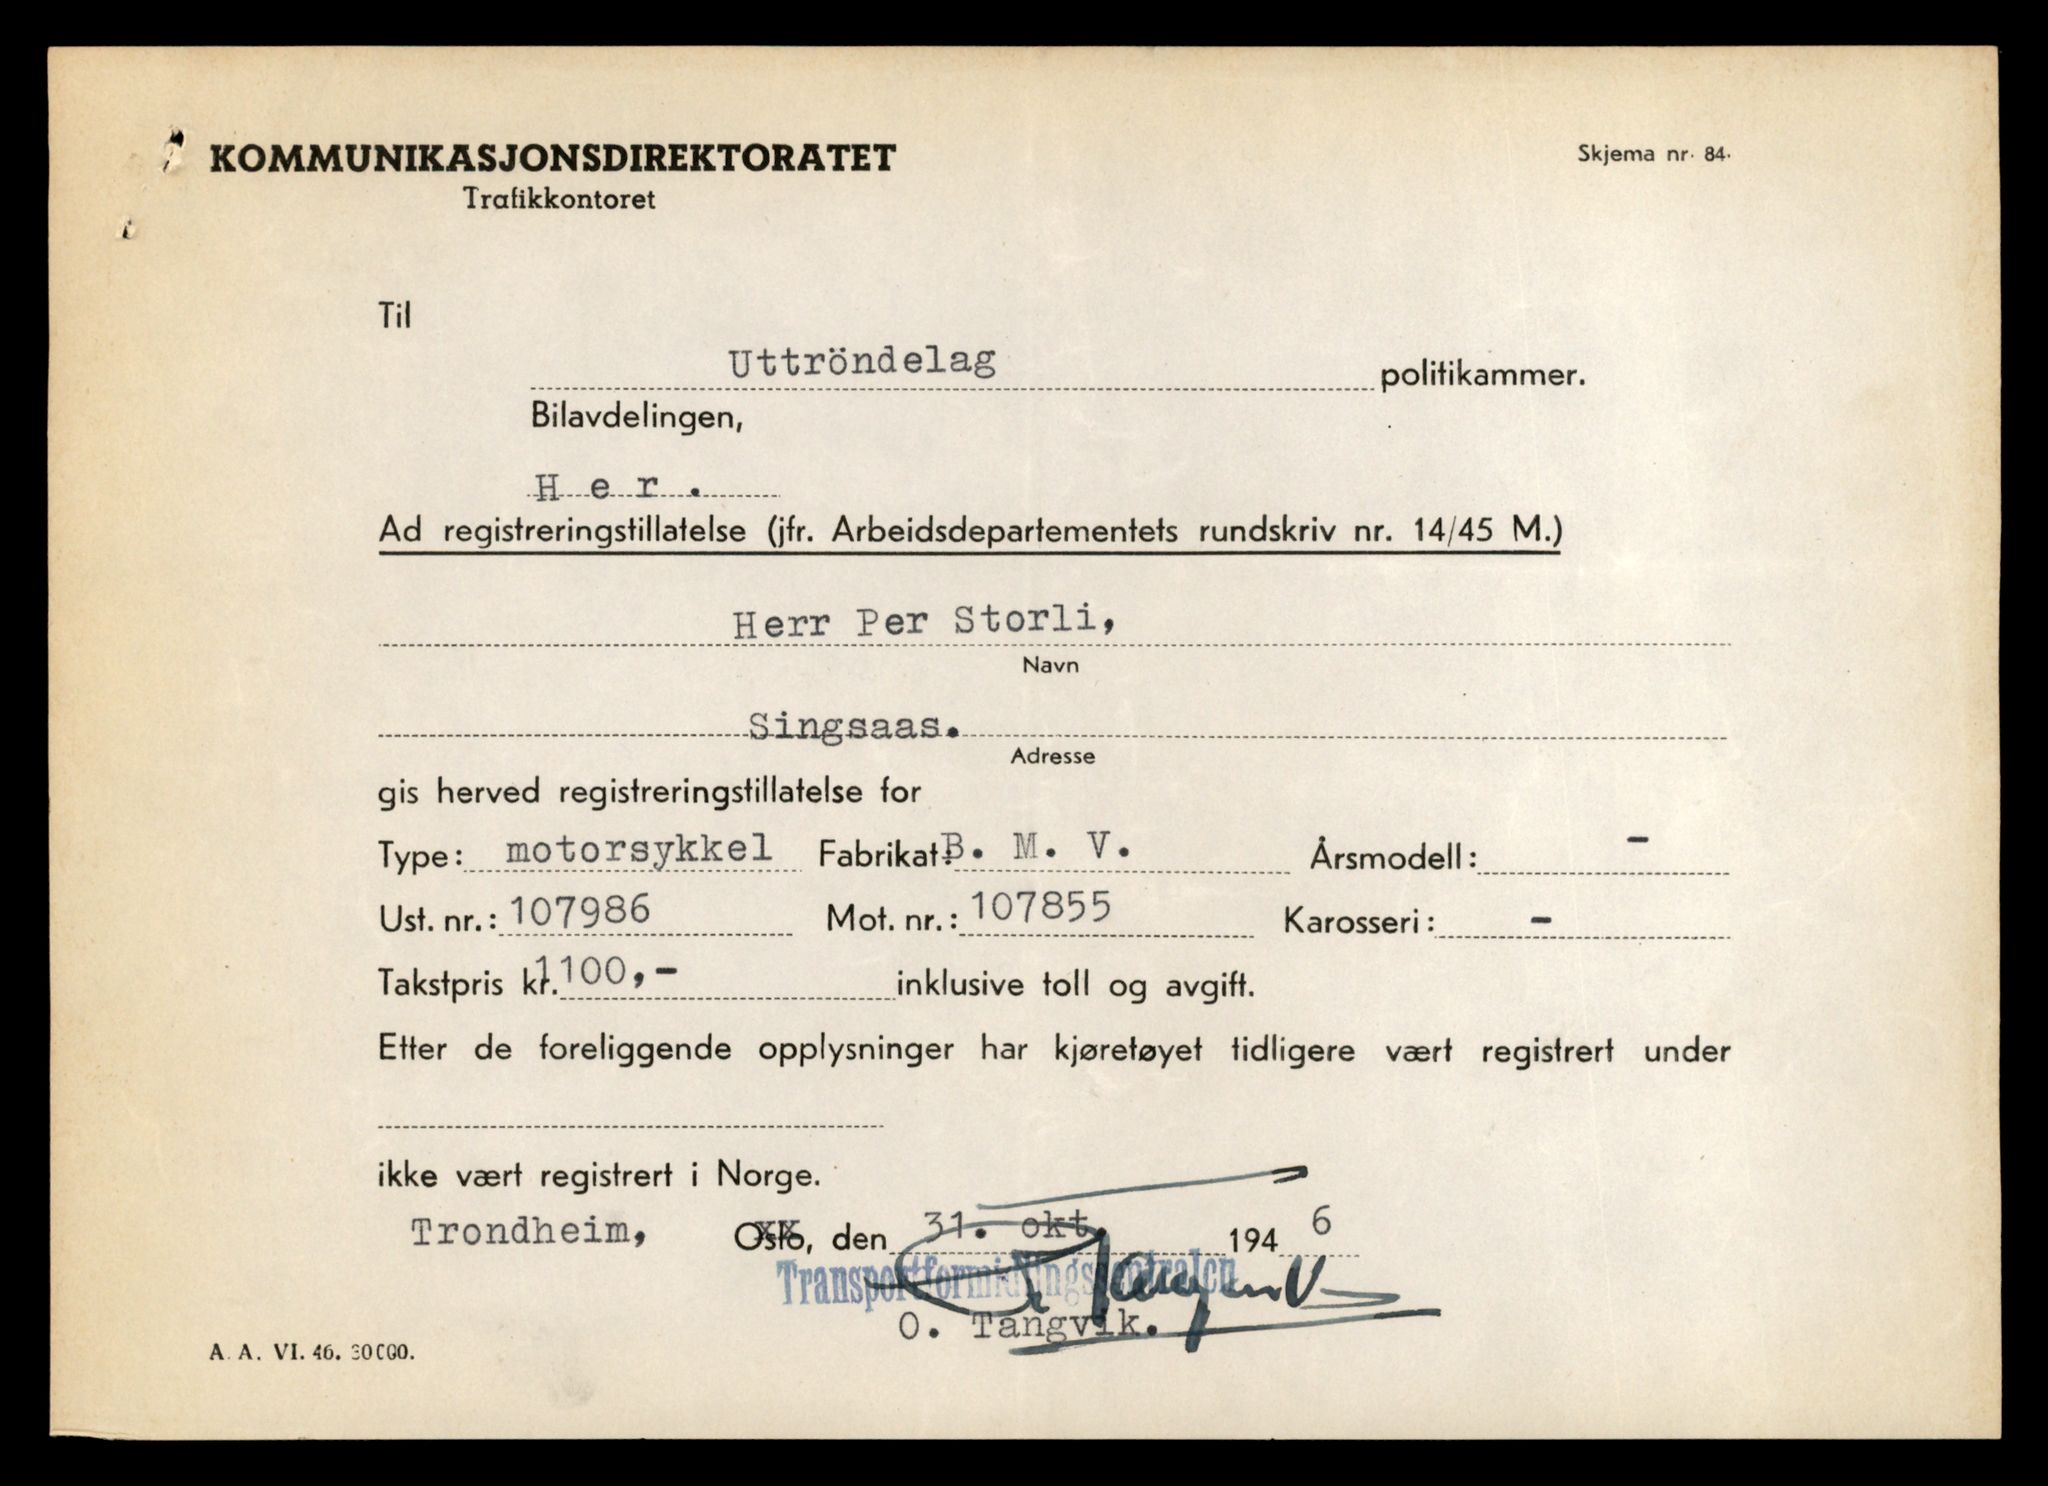 KOMMUNIKASJONSDIREKTORATET
Skjema nr. 84.
Trafikkontoret
Til
Uttröndelag politikammer.
Bilavdelingen,
H e r .
Ad registreringstillatelse (jfr. Arbeidsdepartementets rundskriv nr. 14/45 M.)
Herr Per Storli,
Navn
Singsaas.
Adresse
gis herved registreringstillatelse for
Type: motorsykkel Fabrikat: B. M. V. Årsmodell: -
Ust. nr.: 107986 Mot. nr.: 107855 Karosseri: -
Takstpris kr. 1100,- inklusive toll og avgift.
Etter de foreliggende opplysninger har kjøretøyet tidligere vært registrert under
ikke vært registrert i Norge.
Trondheim, Oslo, den 31. okt. 1946
Transportformidlingssentralen
O. Tangvik.
A. A. VI. 46. 30000.